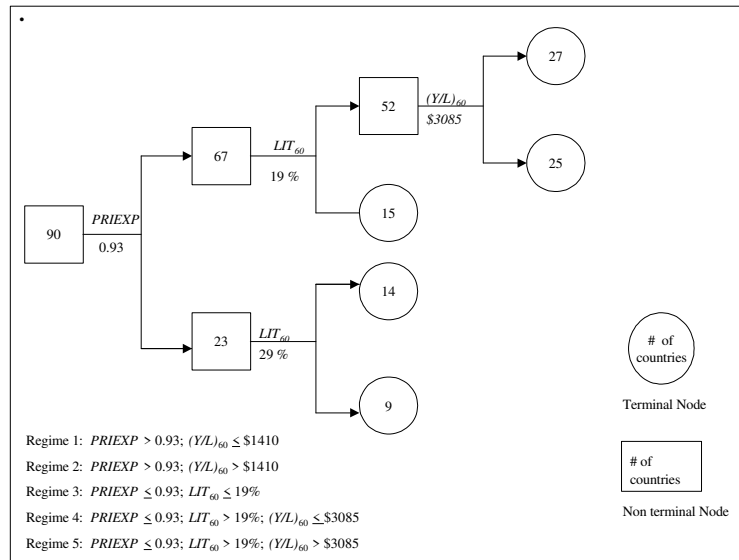 •
27
52
(Y/L)60
$3085
67
LIT60
19 %
25
90
PRIEXP
0.93
15
14
23
LIT60
29 %
9
# of
countries
Terminal Node
Regime 1: PRIEXP > 0.93; (Y/L)60 ≤ $1410
Regime 2: PRIEXP > 0.93; (Y/L)60 > $1410
Regime 3: PRIEXP ≤ 0.93; LIT60 ≤ 19%
Regime 4: PRIEXP ≤ 0.93; LIT60 > 19%; (Y/L)60 ≤ $3085
Regime 5: PRIEXP ≤ 0.93; LIT60 > 19%; (Y/L)60 > $3085
# of
countries
Non terminal Node